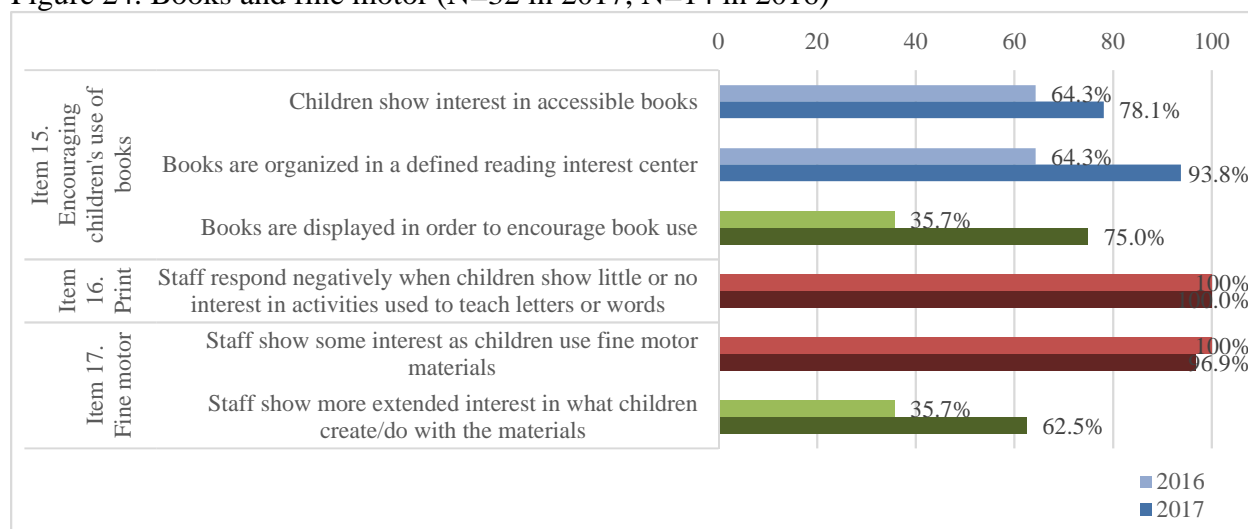 Figure 24. Books and fine motor (N=32 in 2017, N=14 in 2016)
0 20 40 60 80 100
Item 15.
Encouraging
children's use of
books
Children show interest in accessible books
64.3%
78.1%
Books are organized in a defined reading interest center
64.3%
93.8%
Books are displayed in order to encourage book use
35.7%
75.0%
Item
16.
Print
Staff respond negatively when children show little or no
interest in activities used to teach letters or words
100%
100.0%
Item 17.
Fine motor
Staff show some interest as children use fine motor
materials
100%
96.9%
Staff show more extended interest in what children
create/do with the materials
35.7%
62.5%
2016
2017